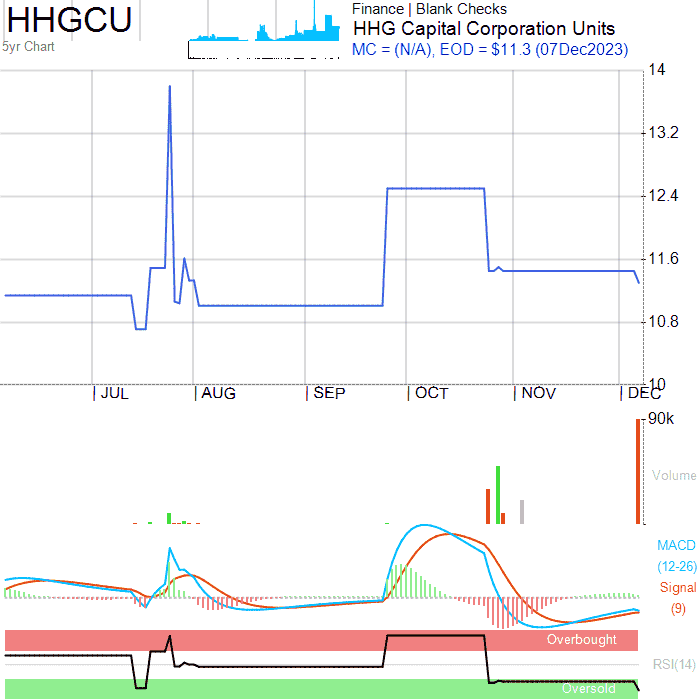 HHGCU
5yr Chart
Finance | Blank Checks
HHG Capital Corporation Units
MC = (N/A), EOD = $11.3 (07Dec2023)
14
13.2
12.4
11.6
10.8
10
JUL AUG SEP OCT NOV DEC
90k
Volume
MACD
(12-26)
Signal
(9)
Overbought
RSI(14)
Oversold